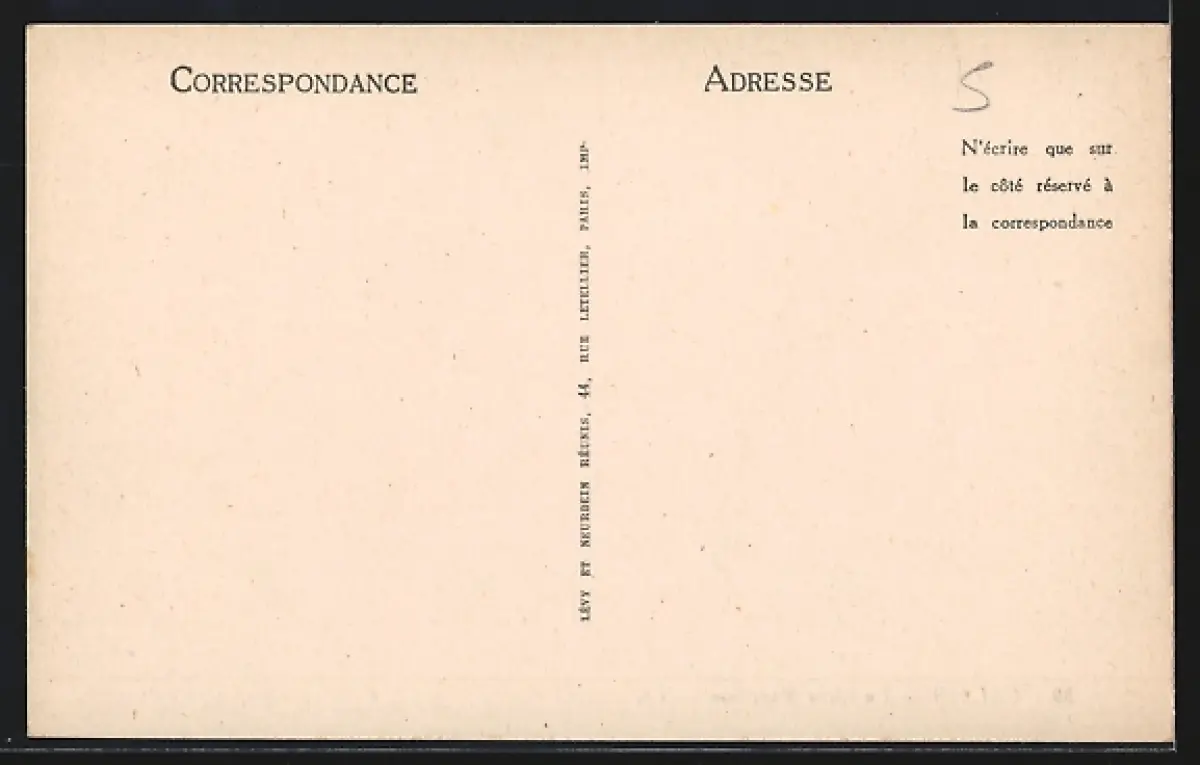 CORRESPONDANCE
ADRESSE
5
N'écrire que sur
le côté réservé à
la correspondance
LÉVY ET NEURDEIN RÉUNIS, 44, RUE LETELLIER, PARIS, IMP.